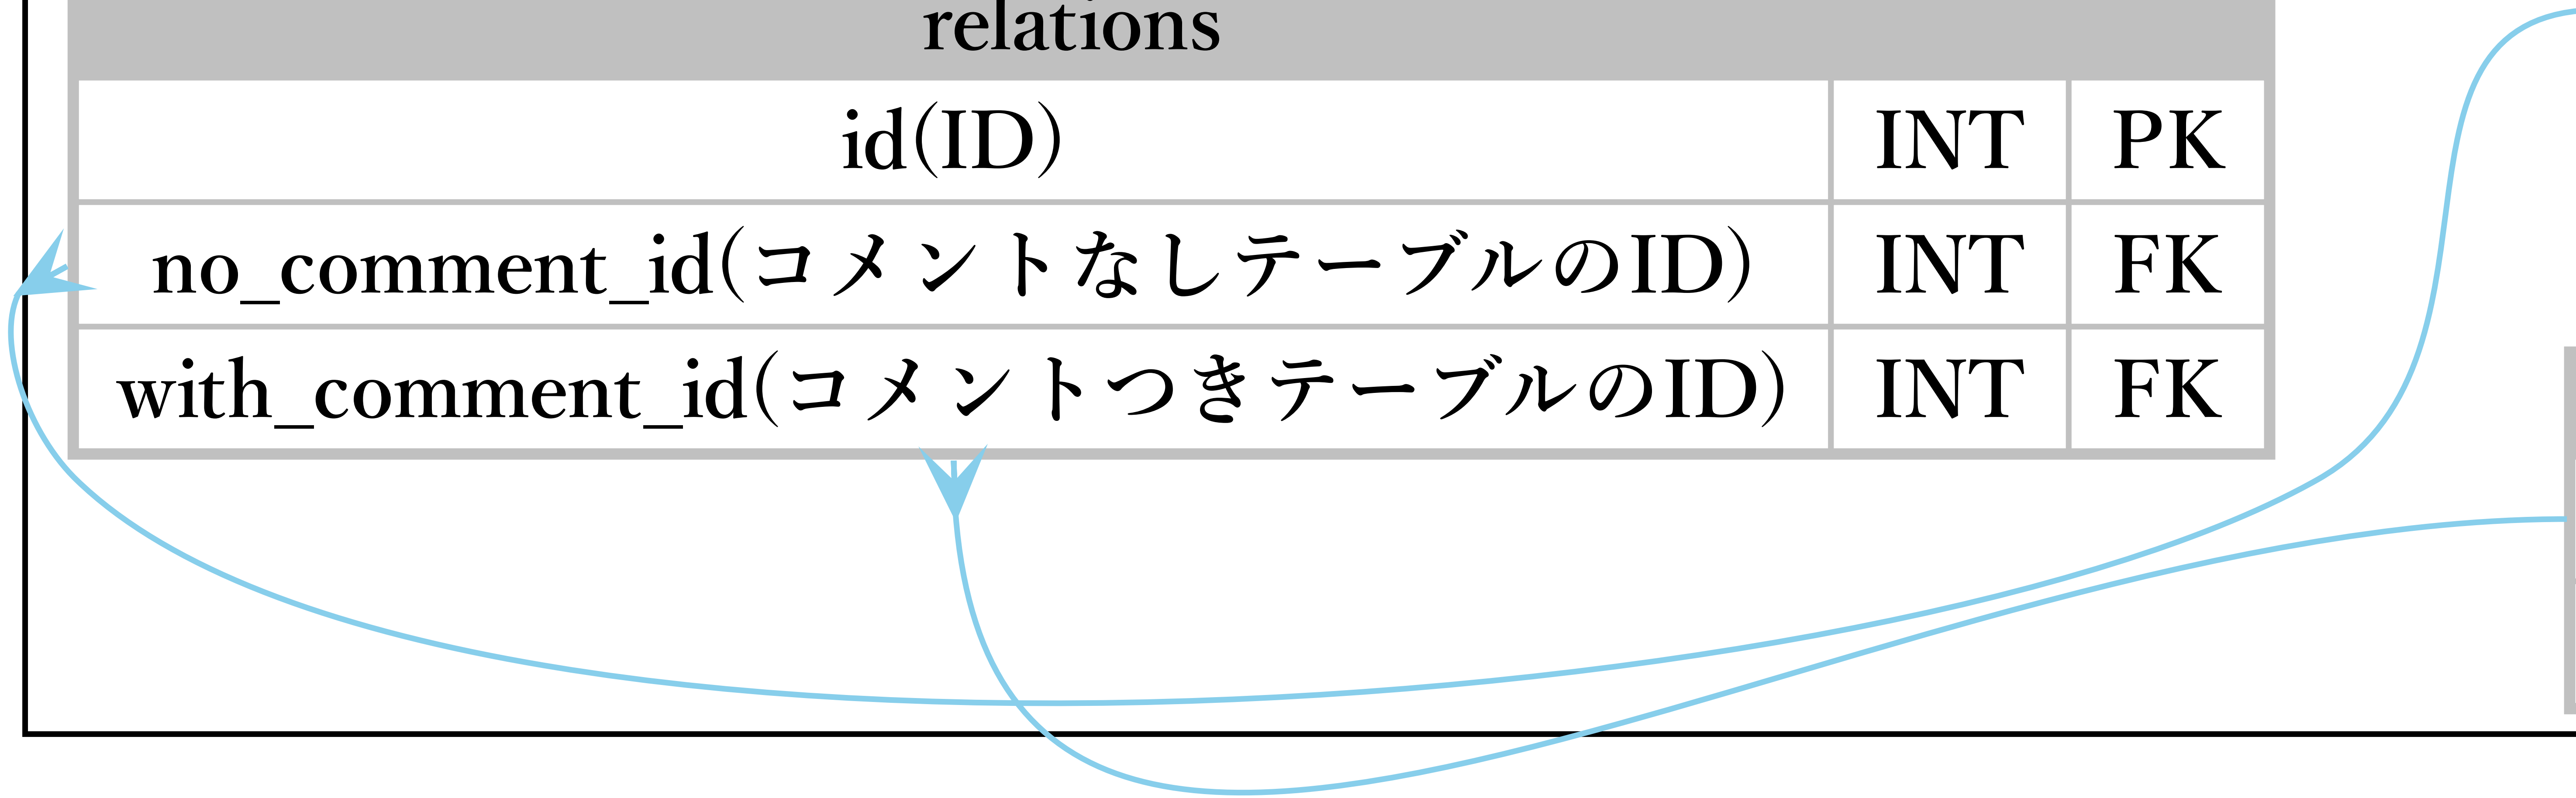 relations
id(ID) INT PK
no_comment_id(コメントなしテーブルのID) INT FK
with_comment_id(コメントつきテーブルのID) INT FK